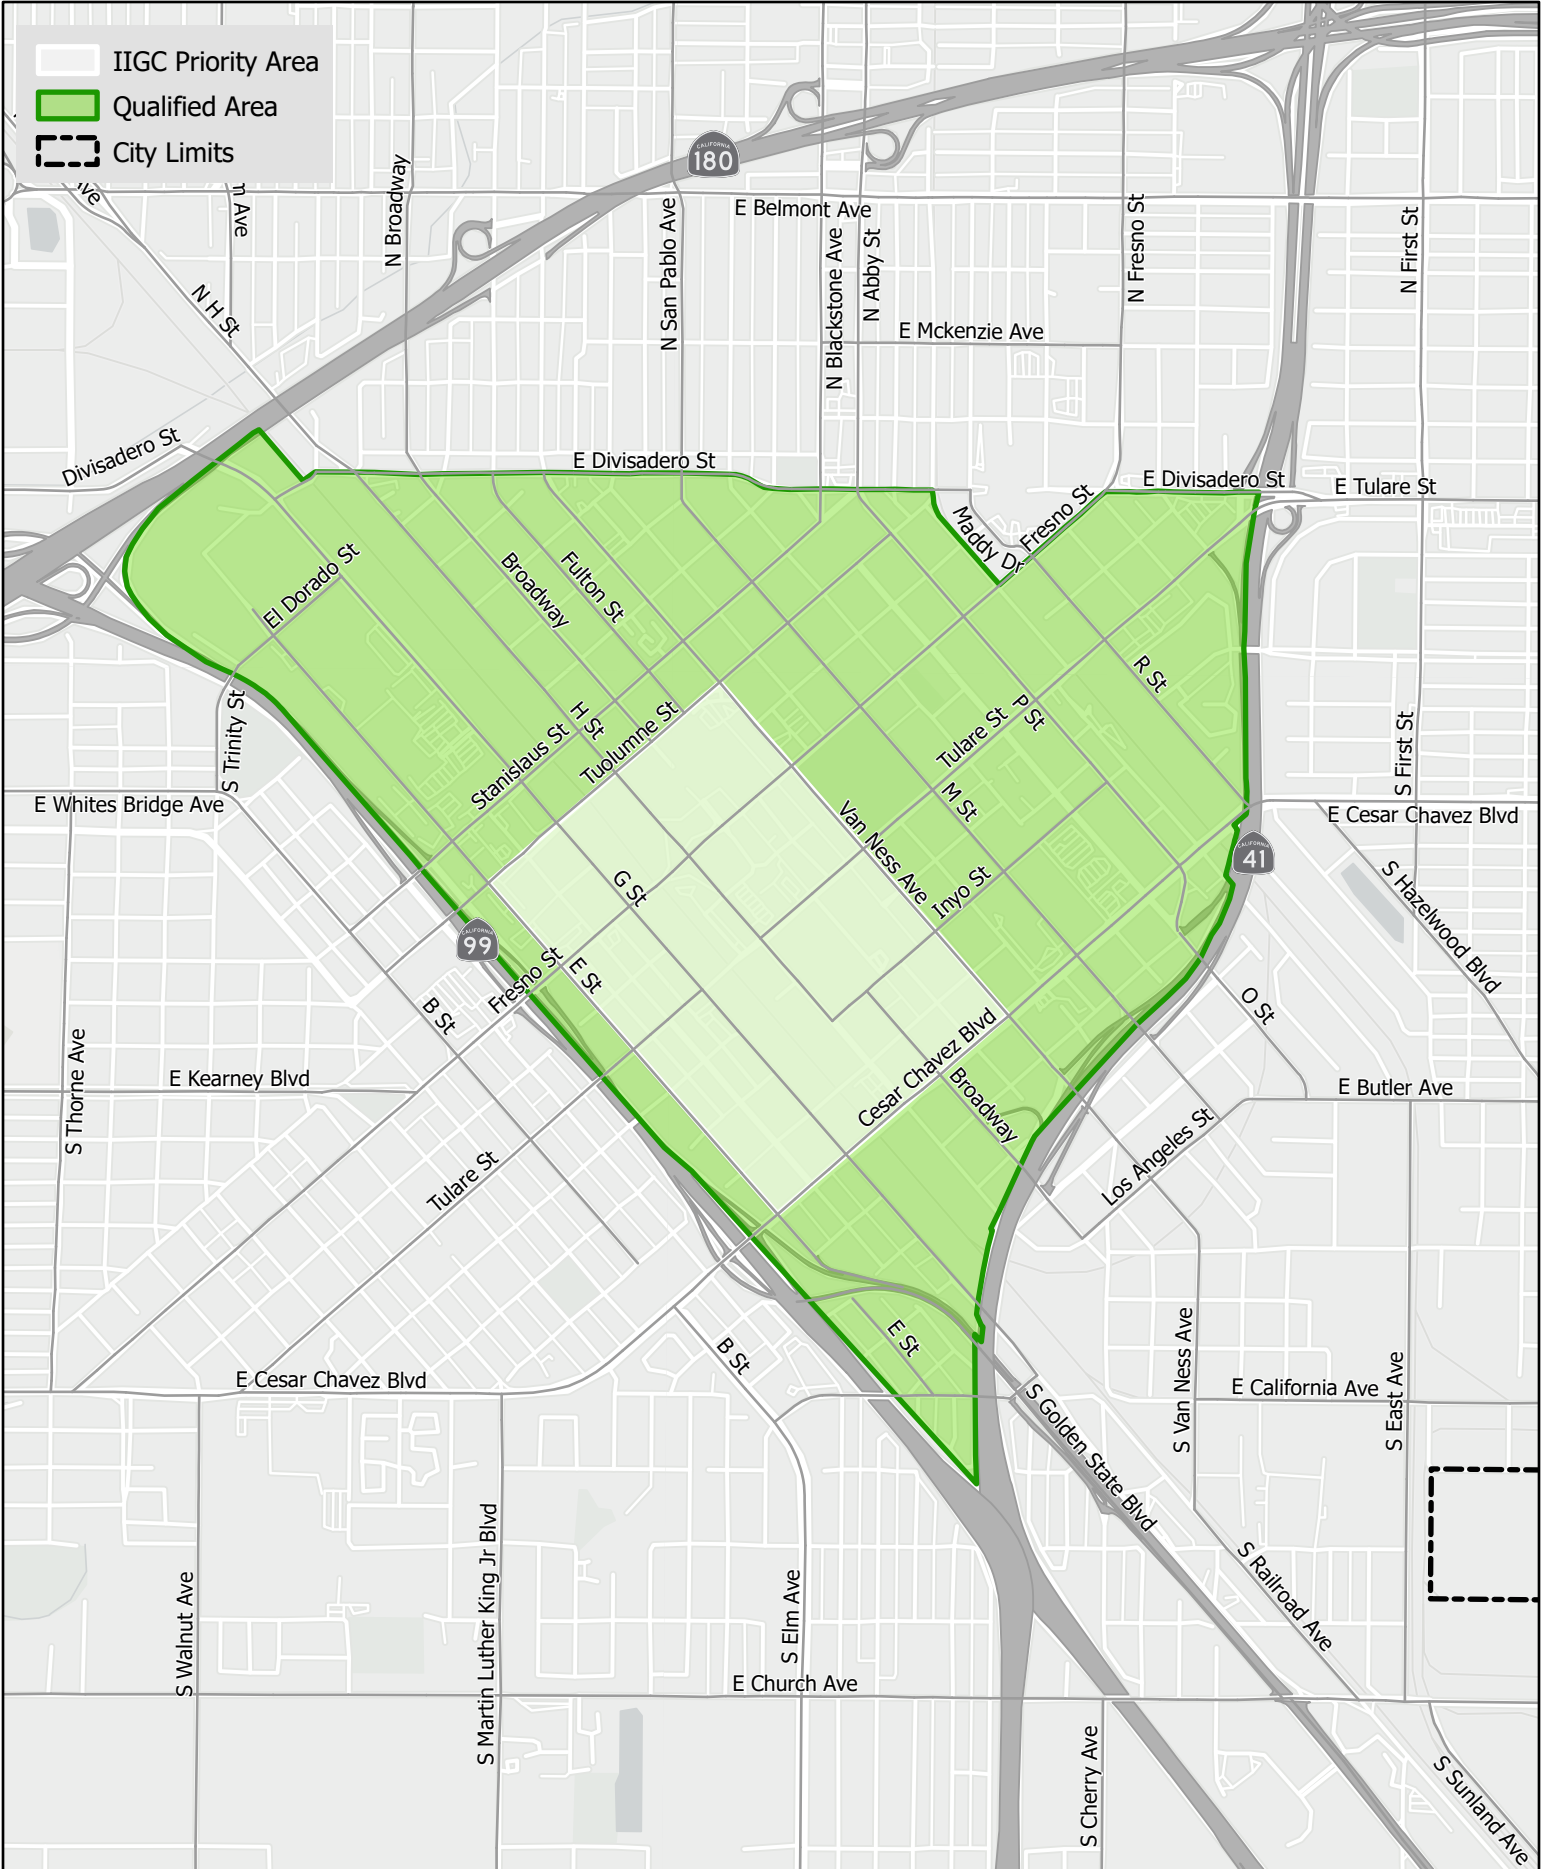 IIGC Priority Area
Qualified Area
City Limits
CALIFORNIA
180
E Belmont Ave
N Broadway
N San Pablo Ave
N Blackstone Ave
N Abby St
N Fresno St
N First St
N H St
E Mckenzie Ave
Divisadero St
E Divisadero St
E Divisadero St
E Tulare St
Maddy Dr
Fresno St
El Dorado St
Broadway
Fulton St
R St
S Trinity St
H St
Tuolumne St
Stanislaus St
P St
Tulare St
S First St
E Whites Bridge Ave
M St
Van Ness Ave
E Cesar Chavez Blvd
CALIFORNIA
41
G St
Inyo St
S Hazelwood Blvd
CALIFORNIA
99
Fresno St
E St
B St
O St
S Thorne Ave
E Kearney Blvd
Cesar Chavez Blvd
Broadway
E Butler Ave
Los Angeles St
Tulare St
E St
B St
S Van Ness Ave
E Cesar Chavez Blvd
E California Ave
S East Ave
S Golden State Blvd
S Martin Luther King Jr Blvd
S Walnut Ave
S Elm Ave
S Railroad Ave
E Church Ave
S Cherry Ave
S Sunland Ave